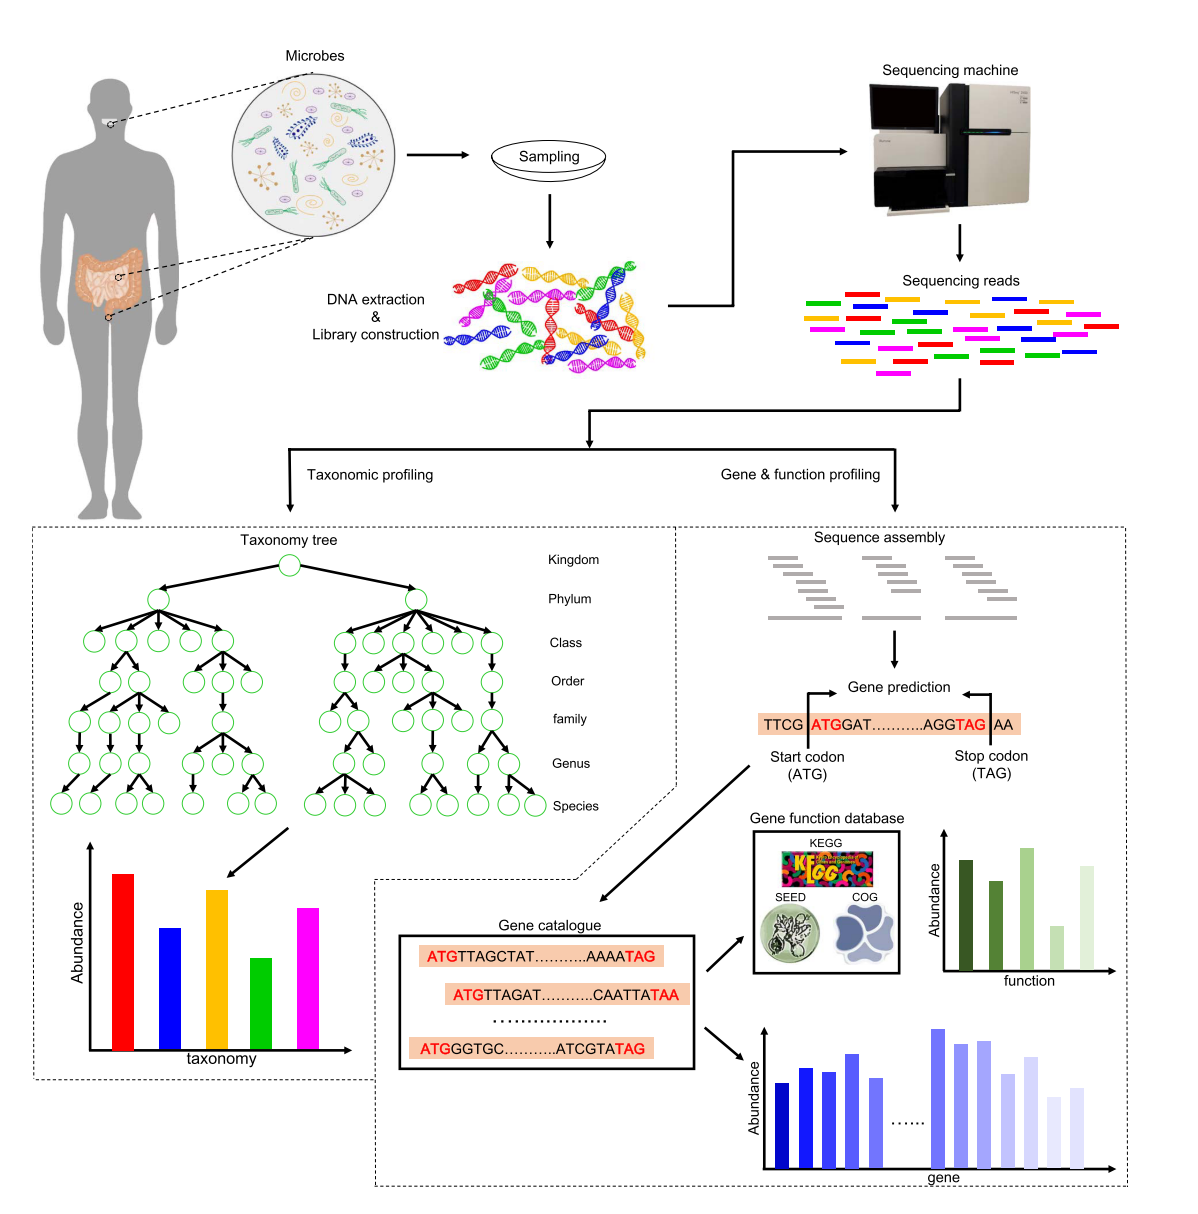 Microbes
Sequencing machine
Sampling
DNA extraction
&
Library construction
Sequencing reads
Taxonomic profiling
Gene & function profiling
Taxonomy tree
Kingdom
Phylum
Class
Order
family
Genus
Species
Abundance
taxonomy
Sequence assembly
Gene prediction
TTCG ATGGAT...........AGGTAG AA
Start codon
(ATG)
Stop codon
(TAG)
Gene function database
KEGG
KEGG
SEED
COG
Abundance
function
Gene catalogue
ATGTTAGCTAT...........AAAATAG
ATGTTAGAT...........CAATTATAA
..................
ATGGGTGC...........ATCGTATAG
Abundance
......
gene